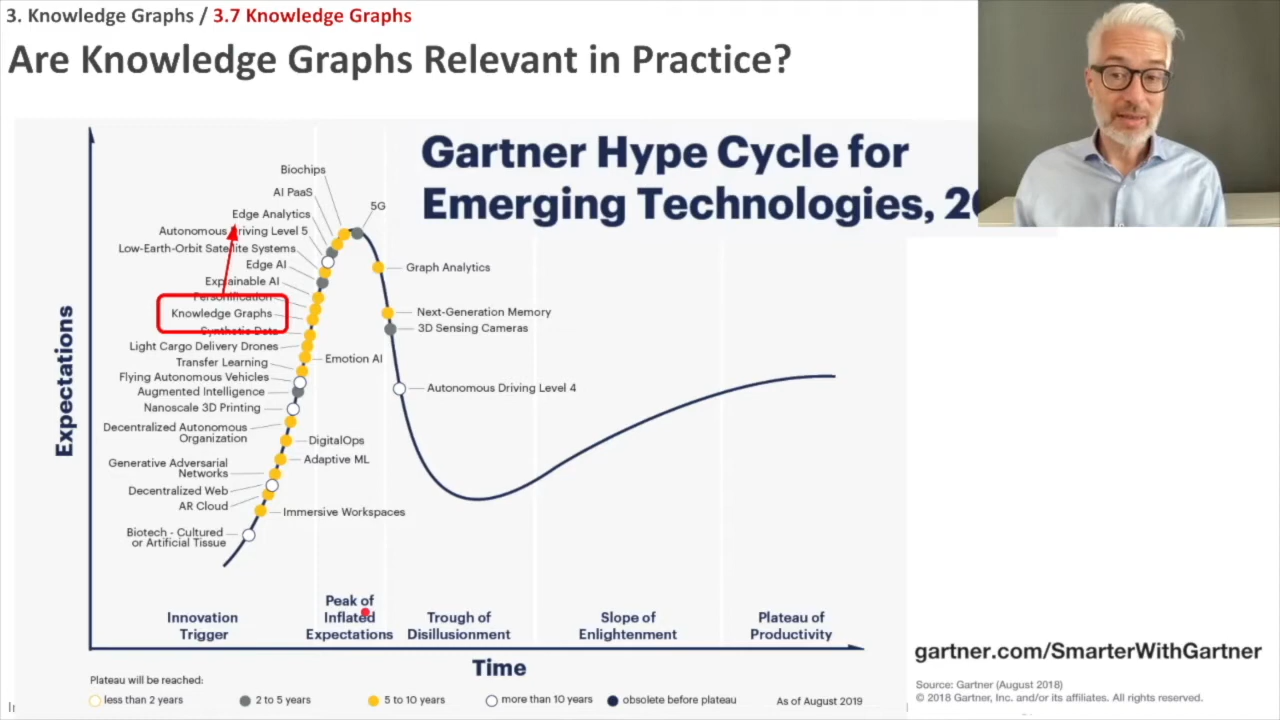 3. Knowledge Graphs / 3.7 Knowledge Graphs
Are Knowledge Graphs Relevant in Practice?
Gartner Hype Cycle for
Emerging Technologies, 20
Expectations
Biochips
AI PaaS
5G
Edge Analytics
Autonomous Driving Level 5
Low-Earth-Orbit Satellite Systems
Edge AI
Explainable AI
Personification
Knowledge Graphs
Synthetic Data
Light Cargo Delivery Drones
Emotion AI
Transfer Learning
Flying Autonomous Vehicles
Augmented Intelligence
Nanoscale 3D Printing
Decentralized Autonomous
Organization
DigitalOps
Adaptive ML
Generative Adversarial
Networks
Decentralized Web
AR Cloud
Immersive Workspaces
Biotech - Cultured
or Artificial Tissue
Graph Analytics
Next-Generation Memory
3D Sensing Cameras
Autonomous Driving Level 4
Innovation
Trigger
Peak of
Inflated
Expectations
Trough of
Disillusionment
Slope of
Enlightenment
Plateau of
Productivity
Time
Plateau will be reached:
less than 2 years
2 to 5 years
5 to 10 years
more than 10 years
obsolete before plateau
As of August 2019
gartner.com/SmarterWithGartner
Source: Gartner (August 2018)
© 2018 Gartner, Inc. and/or its affiliates. All rights reserved.